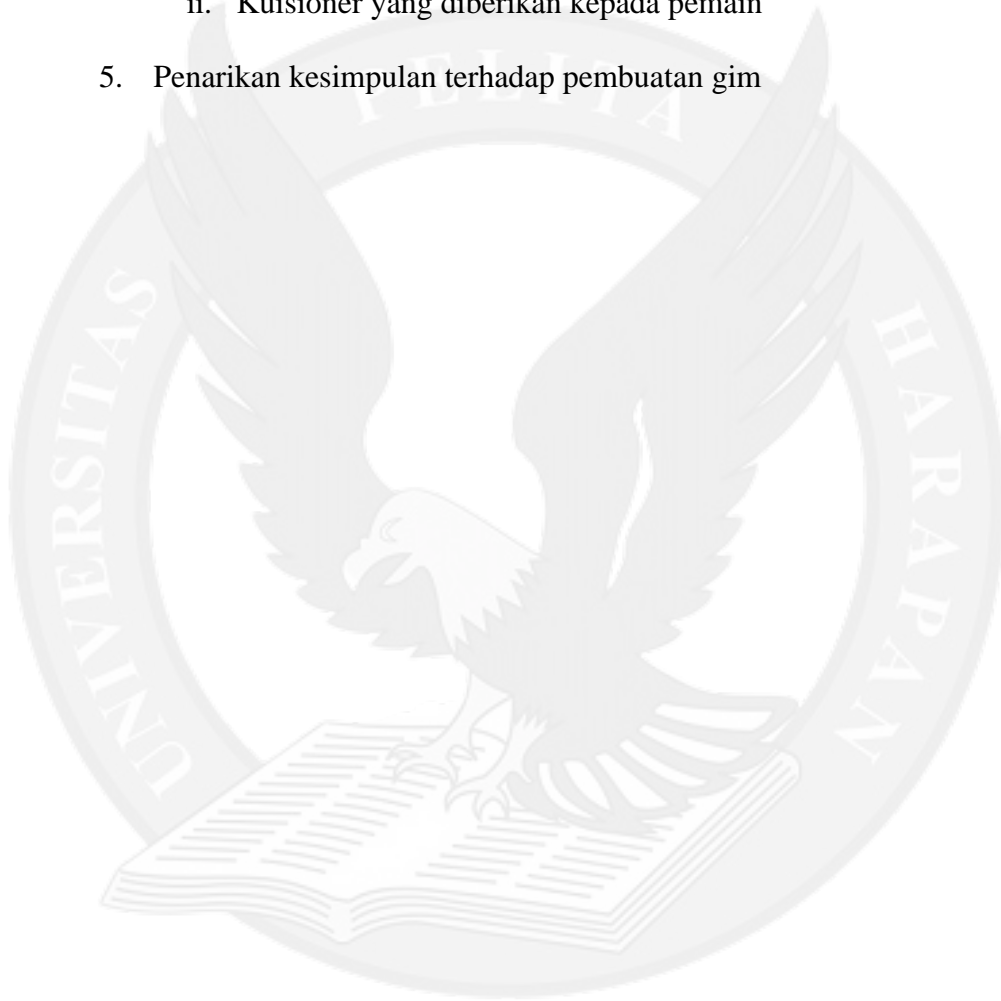 ii. Kuisioner yang diberikan kepada pemain
5. Penarikan kesimpulan terhadap pembuatan gim
UNIVERSITAS PELITA HARAPAN